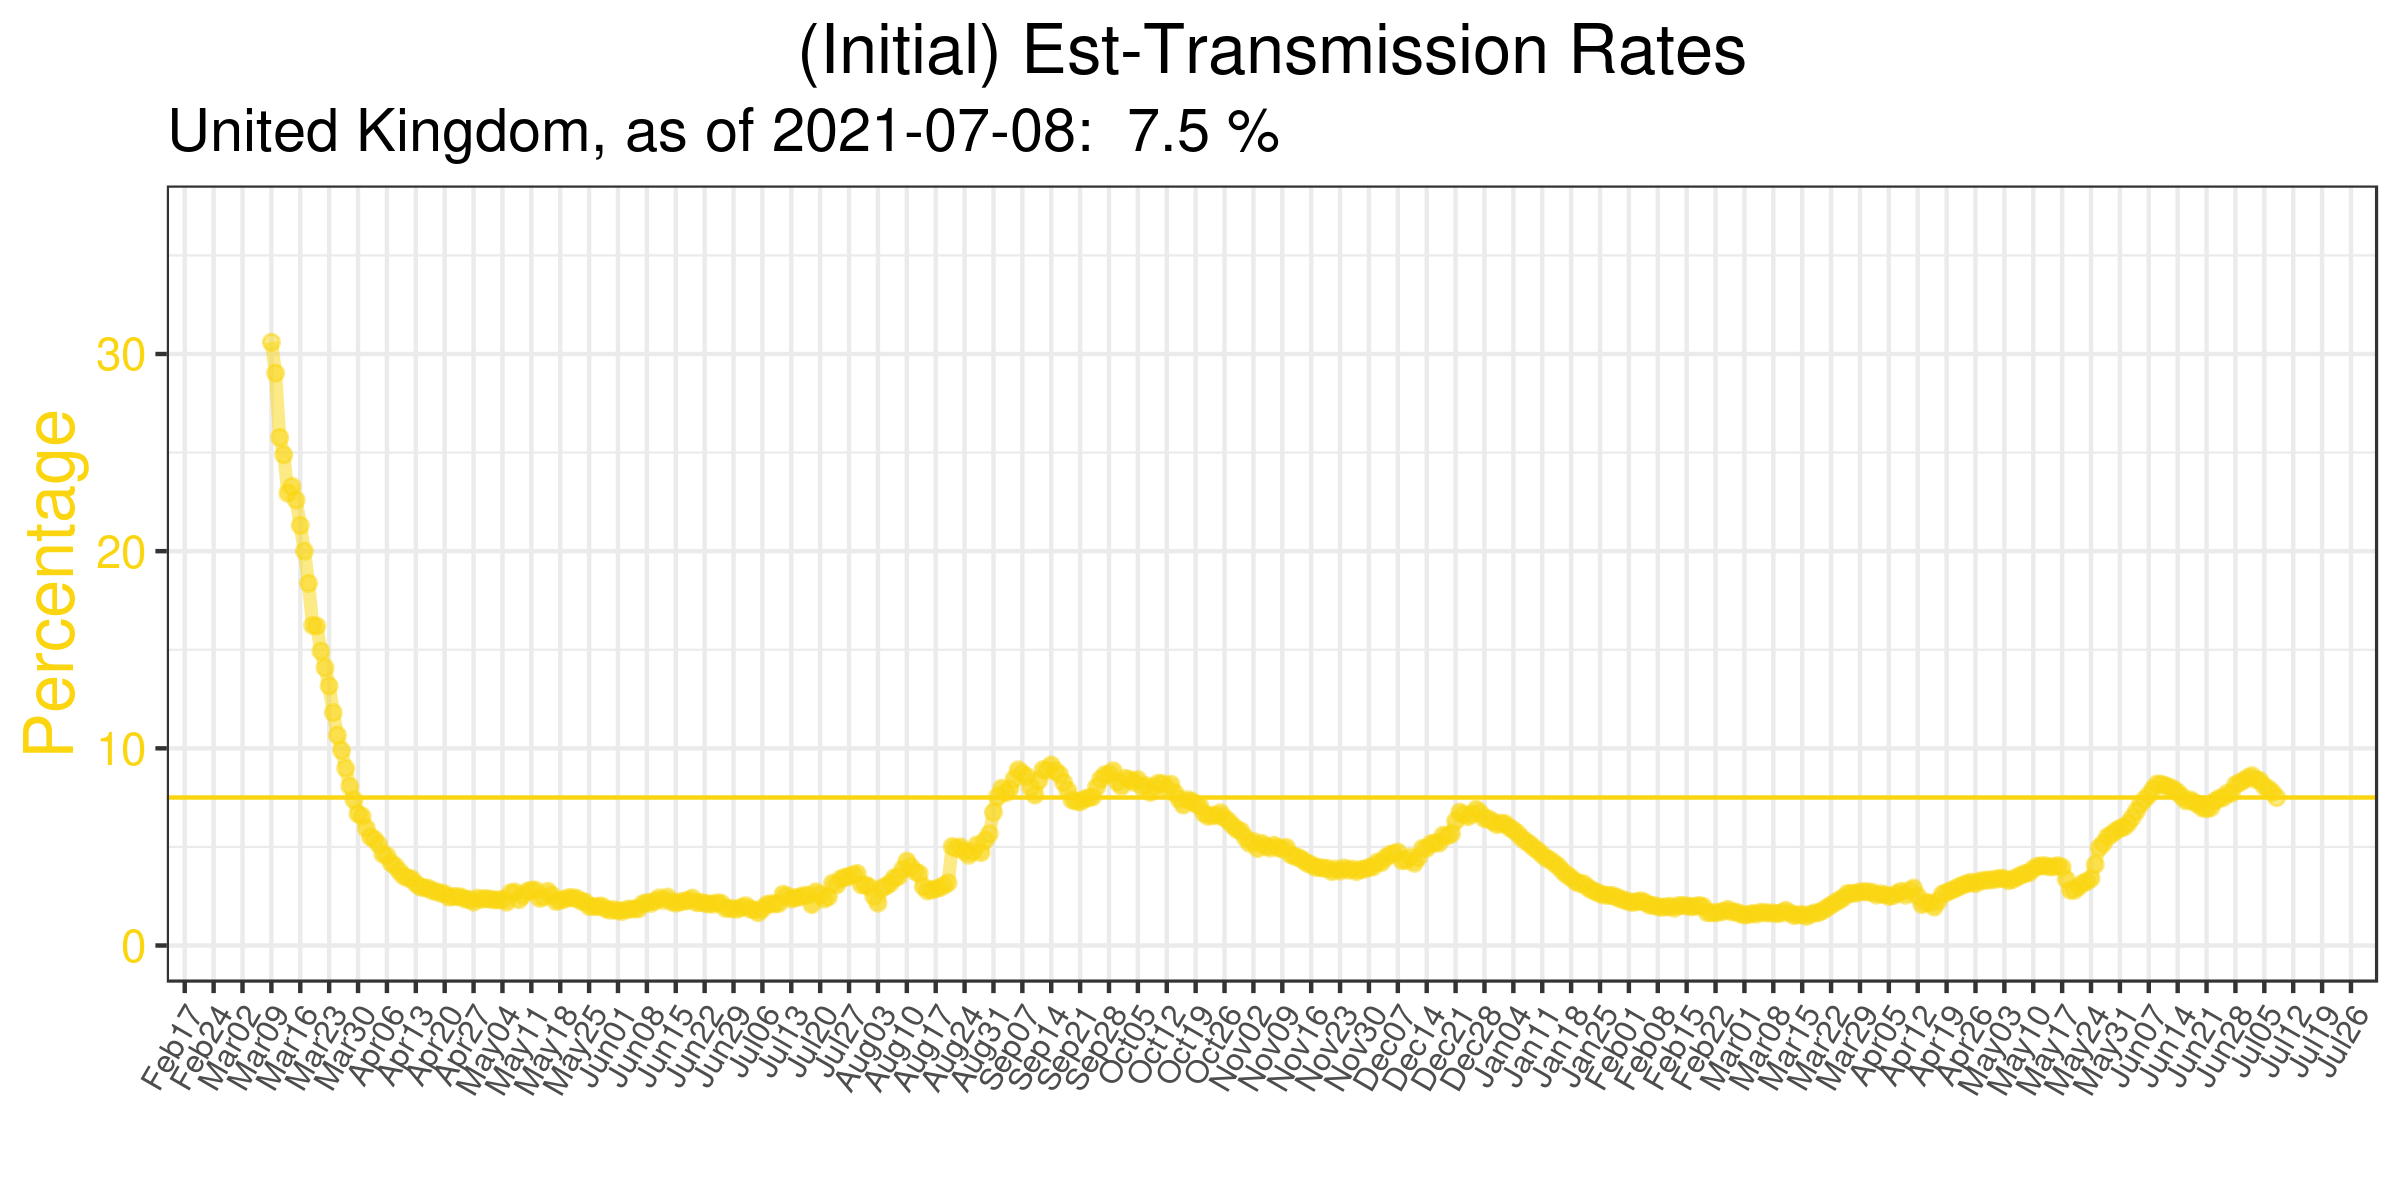 (Initial) Est-Transmission Rates
United Kingdom, as of 2021-07-08:  7.5 %
Percentage
30
20
10
0
Feb17
Feb24
Mar02
Mar09
Mar16
Mar23
Mar30
Apr06
Apr13
Apr20
Apr27
May04
May11
May18
May25
Jun01
Jun08
Jun15
Jun22
Jun29
Jul06
Jul13
Jul20
Jul27
Aug03
Aug10
Aug17
Aug24
Aug31
Sep07
Sep14
Sep21
Sep28
Oct05
Oct12
Oct19
Oct26
Nov02
Nov09
Nov16
Nov23
Nov30
Dec07
Dec14
Dec21
Dec28
Jan04
Jan11
Jan18
Jan25
Feb01
Feb08
Feb15
Feb22
Mar01
Mar08
Mar15
Mar22
Mar29
Apr05
Apr12
Apr19
Apr26
May03
May10
May17
May24
May31
Jun07
Jun14
Jun21
Jun28
Jul05
Jul12
Jul19
Jul26